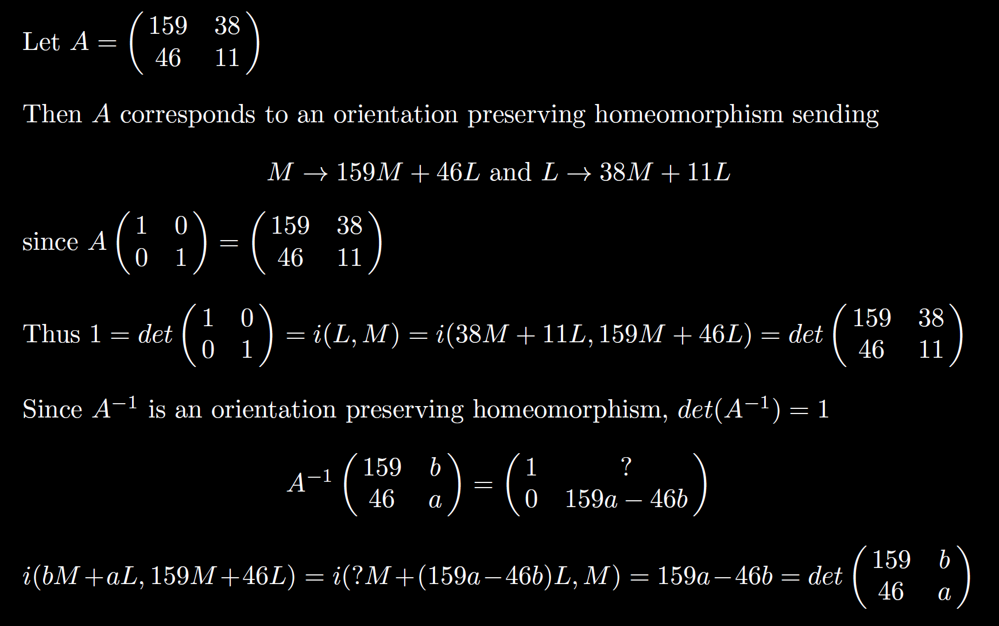 Let $A = \begin{pmatrix} 159 & 38 \\ 46 & 11 \end{pmatrix}$
Then $A$ corresponds to an orientation preserving homeomorphism sending
$M \to 159M + 46L$ and $L \to 38M + 11L$
since $A \begin{pmatrix} 1 & 0 \\ 0 & 1 \end{pmatrix} = \begin{pmatrix} 159 & 38 \\ 46 & 11 \end{pmatrix}$
Thus $1 = det \begin{pmatrix} 1 & 0 \\ 0 & 1 \end{pmatrix} = i(L, M) = i(38M + 11L, 159M + 46L) = det \begin{pmatrix} 159 & 38 \\ 46 & 11 \end{pmatrix}$
Since $A^{-1}$ is an orientation preserving homeomorphism, $det(A^{-1}) = 1$
$A^{-1} \begin{pmatrix} 159 & b \\ 46 & a \end{pmatrix} = \begin{pmatrix} 1 & ? \\ 0 & 159a - 46b \end{pmatrix}$
$i(bM + aL, 159M + 46L) = i(?M + (159a - 46b)L, M) = 159a - 46b = det \begin{pmatrix} 159 & b \\ 46 & a \end{pmatrix}$